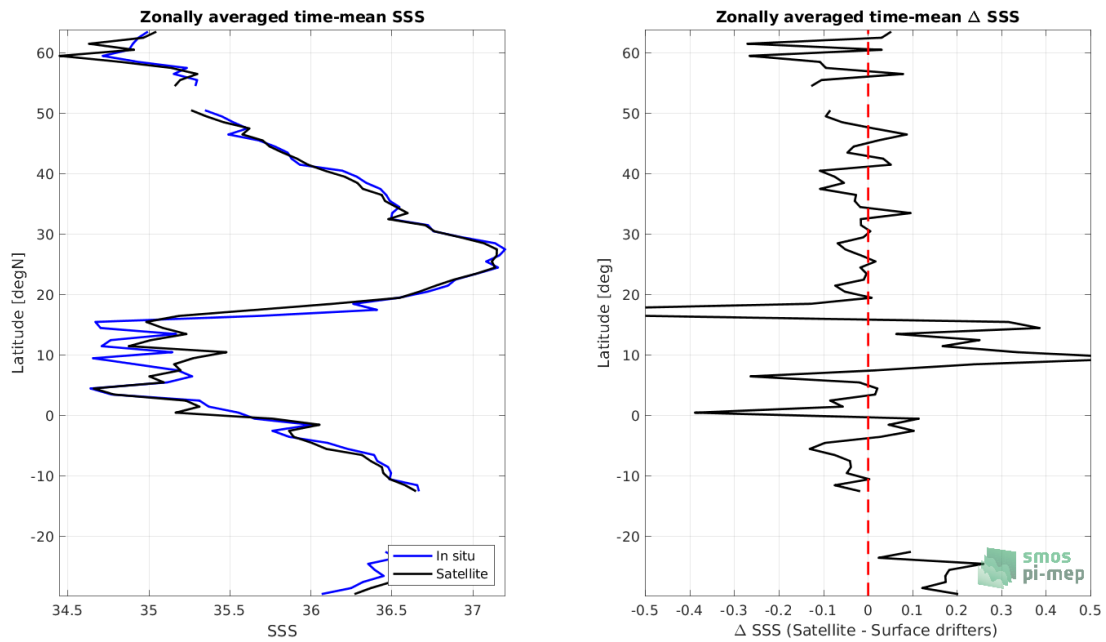 Zonally averaged time-mean SSS
60
50
40
30
20
10
0
-10
-20
Latitude [degN]
34.5 35 35.5 36 36.5 37
SSS
In situ
Satellite
Zonally averaged time-mean Δ SSS
60
50
40
30
20
10
0
-10
-20
Latitude [deg]
-0.5 -0.4 -0.3 -0.2 -0.1 0 0.1 0.2 0.3 0.4 0.5
Δ SSS (Satellite - Surface drifters)
smos
pi-mep